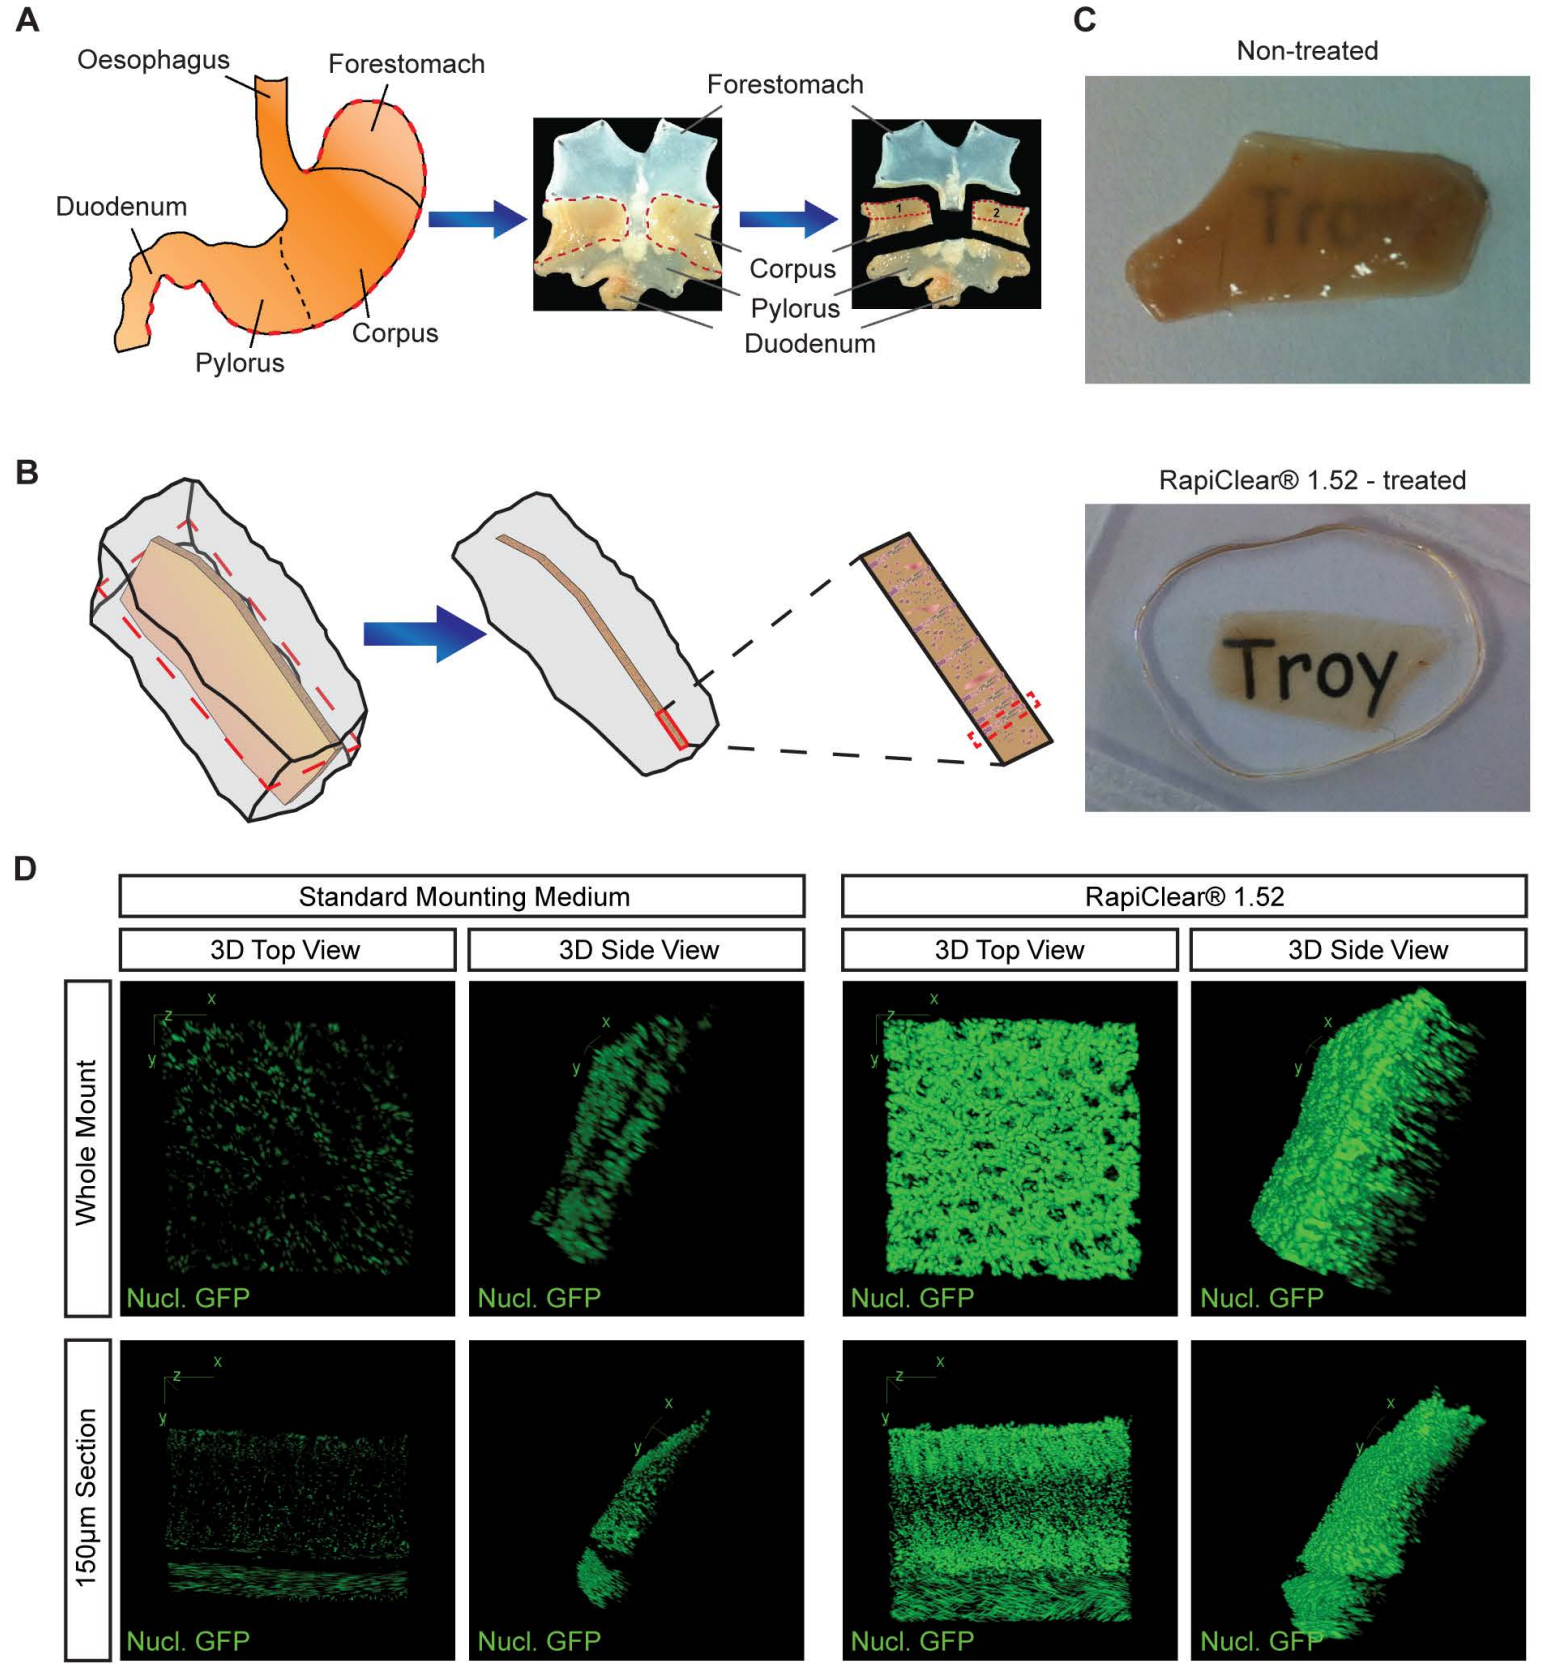 A
Oesophagus
Forestomach
Duodenum
Pylorus
Corpus
Forestomach
1
2
Corpus
Pylorus
Duodenum
C
Non-treated
RapiClear® 1.52 - treated
Troy
B
D
Standard Mounting Medium
RapiClear® 1.52
3D Top View
3D Side View
3D Top View
3D Side View
Whole Mount
x
z
y
Nucl. GFP
x
y
Nucl. GFP
x
z
y
Nucl. GFP
x
y
Nucl. GFP
150µm Section
x
z
y
Nucl. GFP
x
y
Nucl. GFP
x
z
y
Nucl. GFP
x
y
Nucl. GFP